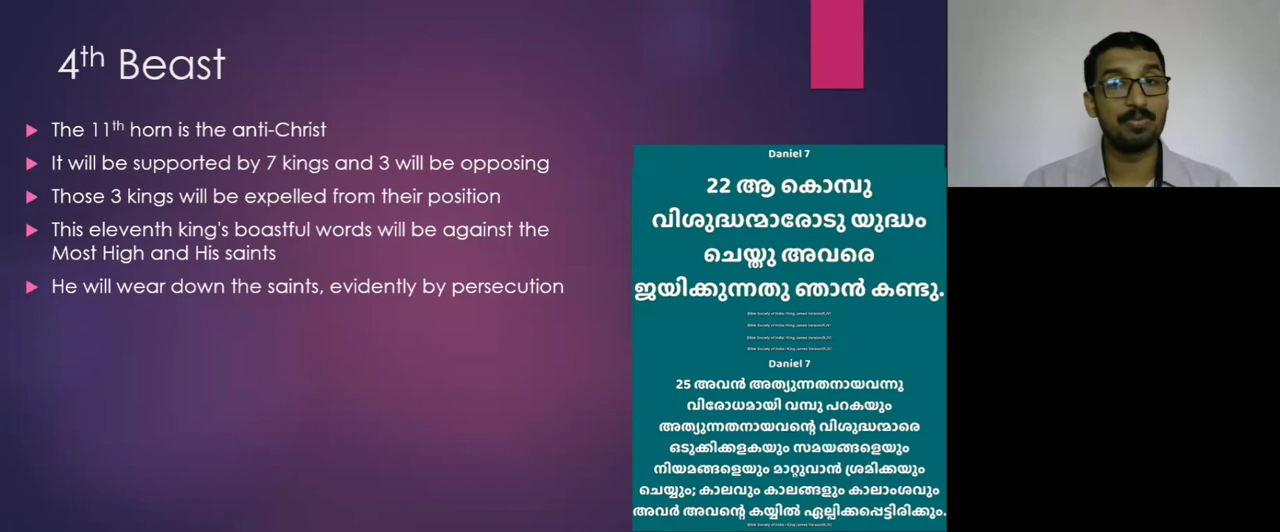 4th Beast
The 11th horn is the anti-Christ
It will be supported by 7 kings and 3 will be opposing
Those 3 kings will be expelled from their position
This eleventh king's boastful words will be against the
Most High and His saints
He will wear down the saints, evidently by persecution
Daniel 7
22 ആ കൊമ്പു
വിശുദ്ധന്മാരോടു യുദ്ധം
ചെയ്തു അവരെ
ജയിക്കുന്നതു ഞാൻ കണ്ടു.
Daniel 7
25 അവൻ അത്യുന്നതനായവന്നു
വിരോധമായി വമ്പു പറകയും
അത്യുന്നതനായവന്റെ വിശുദ്ധന്മാരെ
ഒടുക്കിക്കളകയും സമയങ്ങളെയും
നിയമങ്ങളെയും മാറ്റുവാൻ ശ്രമിക്കയും
ചെയ്യും; കാലവും കാലങ്ങളും കാലാംശവും
അവർ അവന്റെ കയ്യിൽ ഏല്പിക്കപ്പെട്ടിരിക്കും.